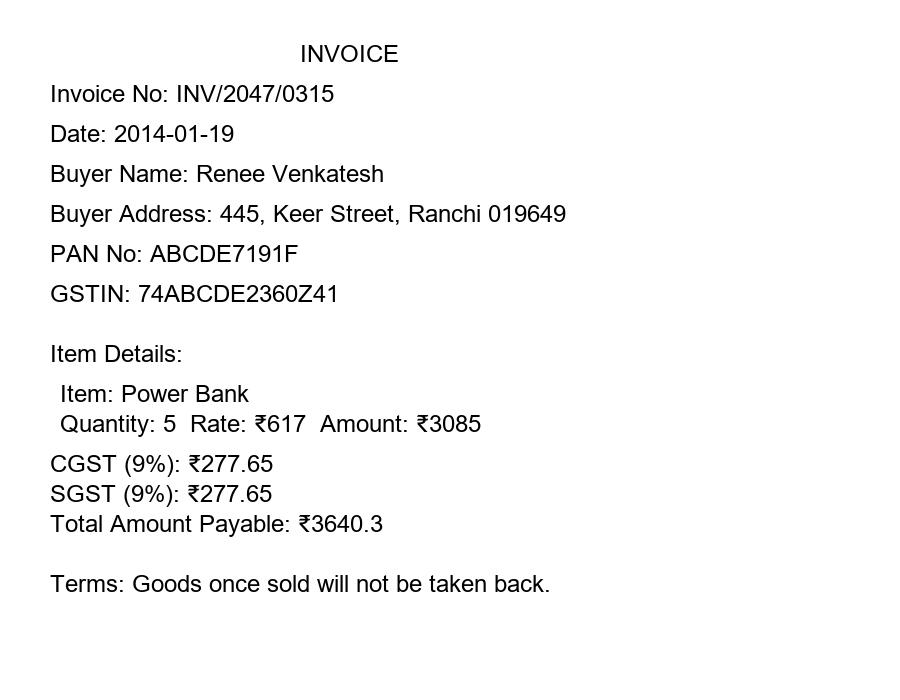 INVOICE
Invoice No: INV/2047/0315
Date: 2014-01-19
Buyer Name: Renee Venkatesh
Buyer Address: 445, Keer Street, Ranchi 019649
PAN No: ABCDE7191F
GSTIN: 74ABCDE2360Z41
Item Details:
Item: Power Bank
Quantity: 5  Rate: ₹617  Amount: ₹3085
CGST (9%): ₹277.65
SGST (9%): ₹277.65
Total Amount Payable: ₹3640.3
Terms: Goods once sold will not be taken back.